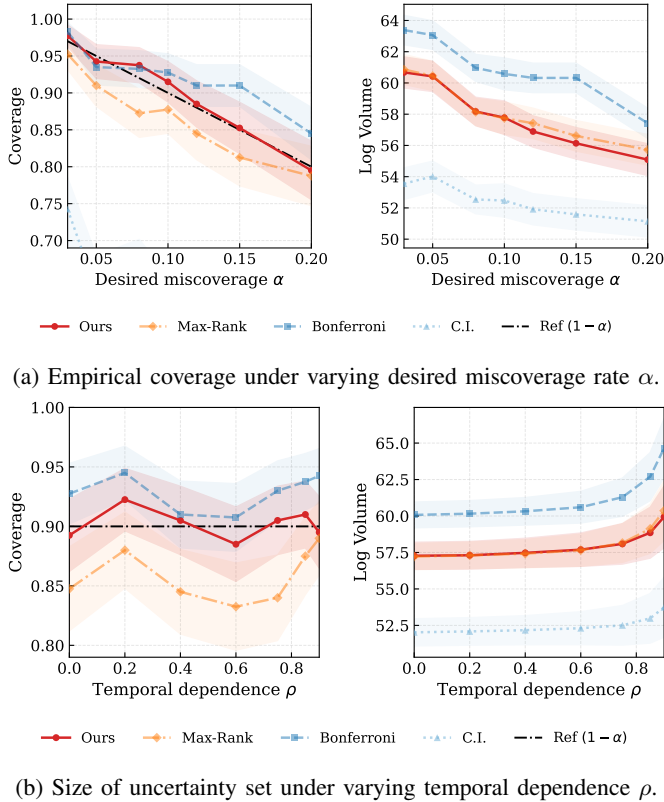 1.00
0.95
0.90
0.85
0.80
0.75
0.70
Coverage
0.05 0.10 0.15 0.20
Desired miscoverage α
64
62
60
58
56
54
52
50
Log Volume
0.05 0.10 0.15 0.20
Desired miscoverage α
Ours Max-Rank Bonferroni C.I. Ref (1 − α)
(a) Empirical coverage under varying desired miscoverage rate α.
1.00
0.95
0.90
0.85
0.80
Coverage
0.0 0.2 0.4 0.6 0.8
Temporal dependence ρ
65.0
62.5
60.0
57.5
55.0
52.5
Log Volume
0.0 0.2 0.4 0.6 0.8
Temporal dependence ρ
Ours Max-Rank Bonferroni C.I. Ref (1 − α)
(b) Size of uncertainty set under varying temporal dependence ρ.